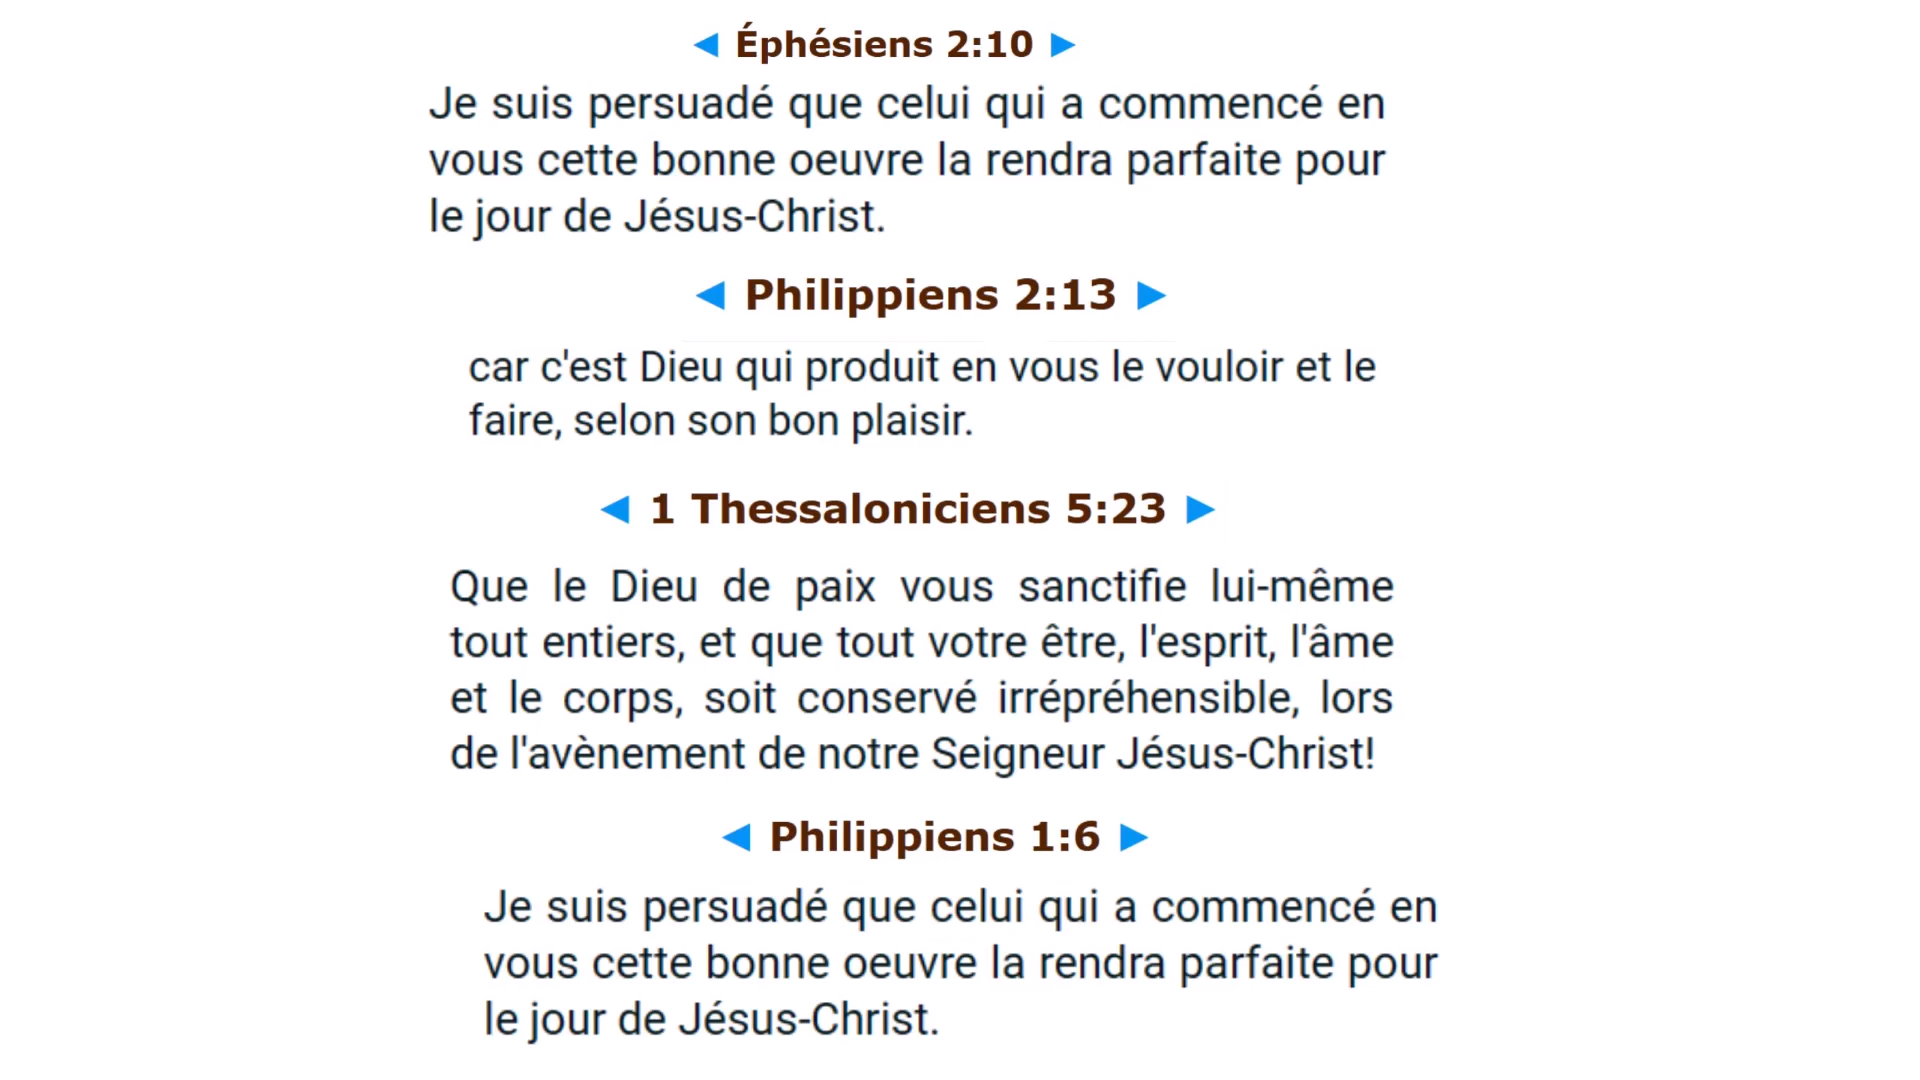 ◄ Éphésiens 2:10 ►
Je suis persuadé que celui qui a commencé en
vous cette bonne oeuvre la rendra parfaite pour
le jour de Jésus-Christ.
◄ Philippiens 2:13 ►
car c'est Dieu qui produit en vous le vouloir et le
faire, selon son bon plaisir.
◄ 1 Thessaloniciens 5:23 ►
Que le Dieu de paix vous sanctifie lui-même
tout entiers, et que tout votre être, l'esprit, l'âme
et le corps, soit conservé irrépréhensible, lors
de l'avènement de notre Seigneur Jésus-Christ!
◄ Philippiens 1:6 ►
Je suis persuadé que celui qui a commencé en
vous cette bonne oeuvre la rendra parfaite pour
le jour de Jésus-Christ.